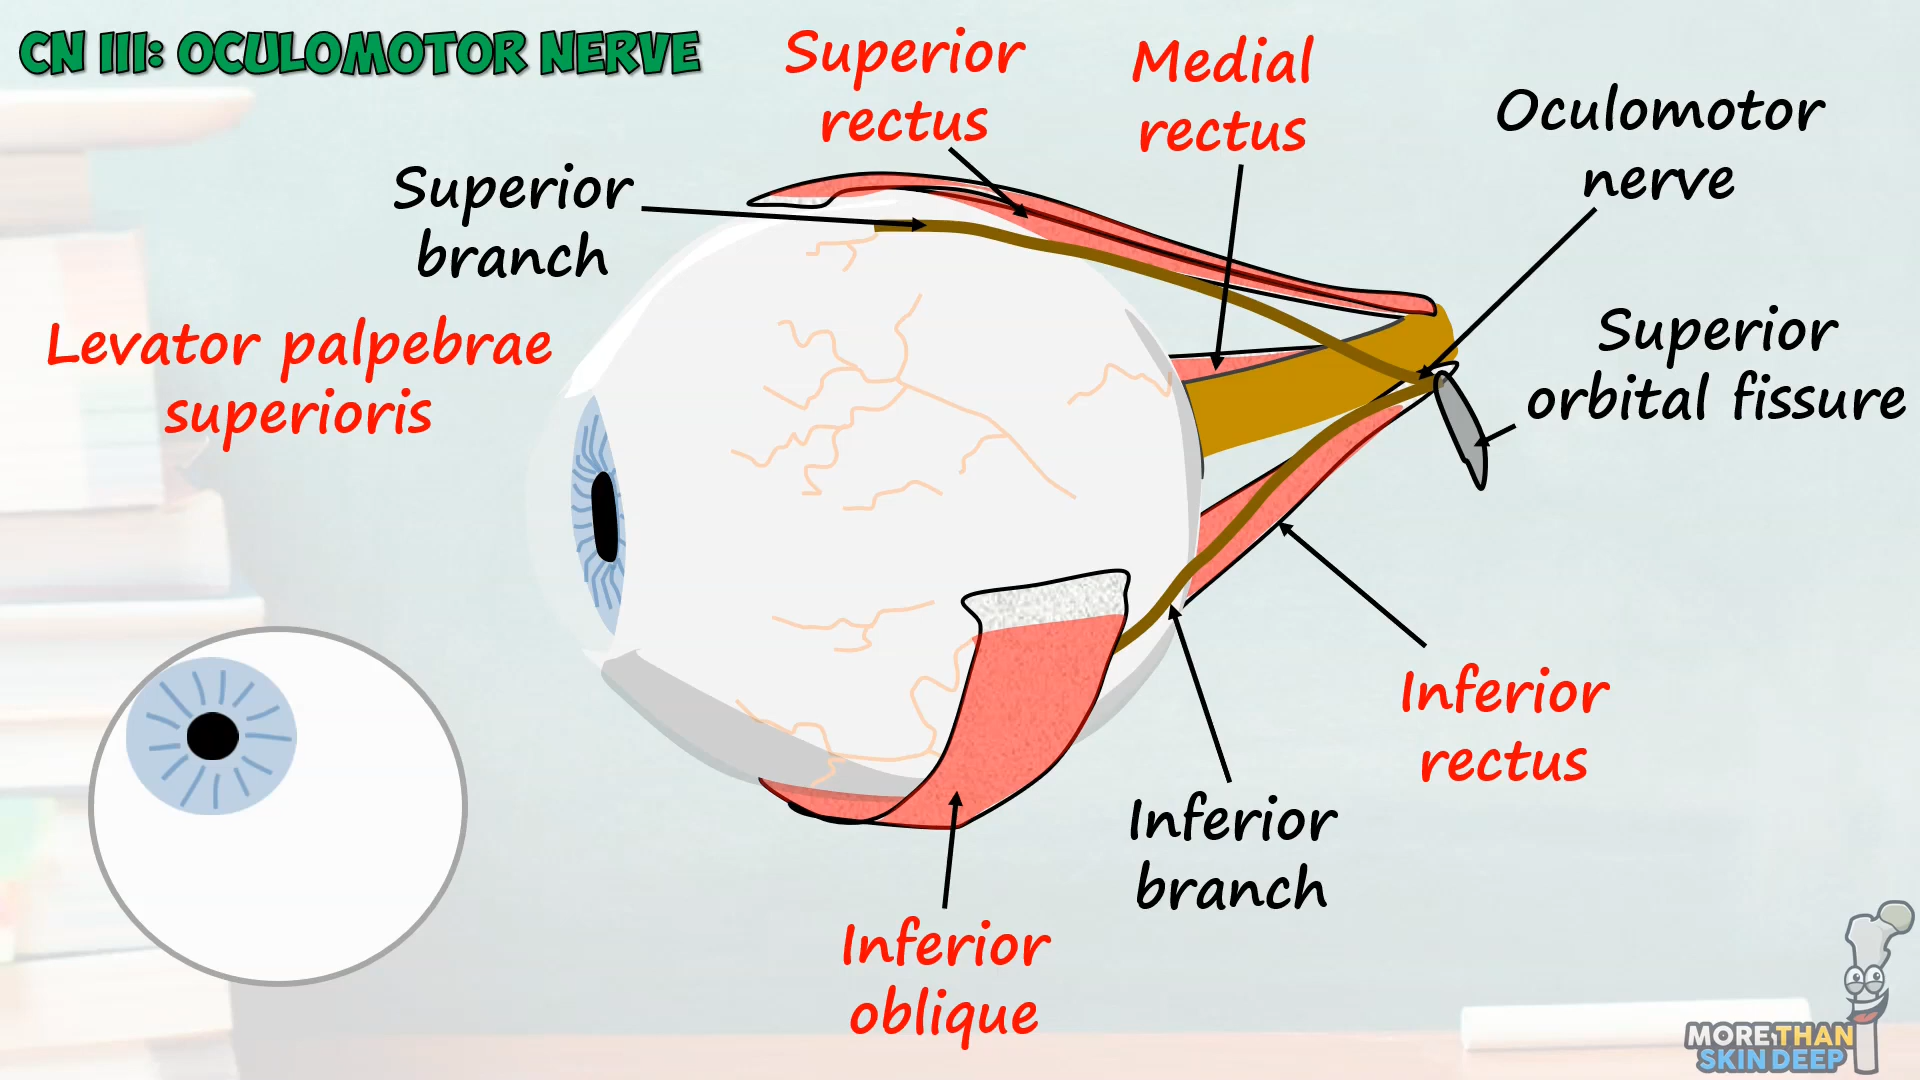 CN III: OCULOMOTOR NERVE
Superior
rectus
Medial
rectus
Oculomotor
nerve
Superior
branch
Levator palpebrae
superioris
Superior
orbital fissure
Inferior
rectus
Inferior
branch
Inferior
oblique
MORE THAN
SKIN DEEP